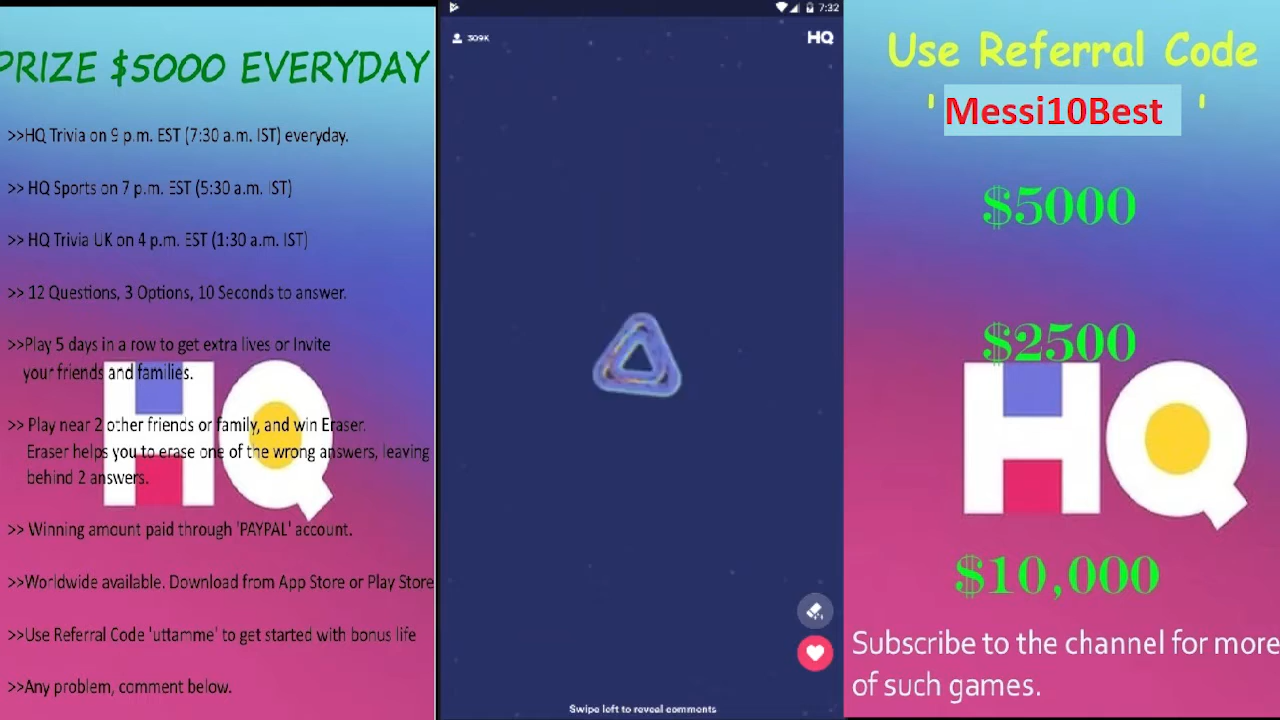 PRIZE $5000 EVERYDAY
>>HQ Trivia on 9 p.m. EST (7:30 a.m. IST) everyday.
>> HQ Sports on 7 p.m. EST (5:30 a.m. IST)
>> HQ Trivia UK on 4 p.m. EST (1:30 a.m. IST)
>> 12 Questions, 3 Options, 10 Seconds to answer.
>>Play 5 days in a row to get extra lives or Invite
your friends and families.
>> Play near 2 other friends or family, and win Eraser.
Eraser helps you to erase one of the wrong answers, leaving
behind 2 answers.
HQ
>> Winning amount paid through 'PAYPAL' account.
>>Worldwide available. Download from App Store or Play Store
>>Use Referral Code 'uttamme' to get started with bonus life
>>Any problem, comment below.
7:32
309K
HQ
Swipe left to reveal comments
Use Referral Code
' Messi10Best '
$5000
$2500
HQ
$10,000
Subscribe to the channel for more
of such games.